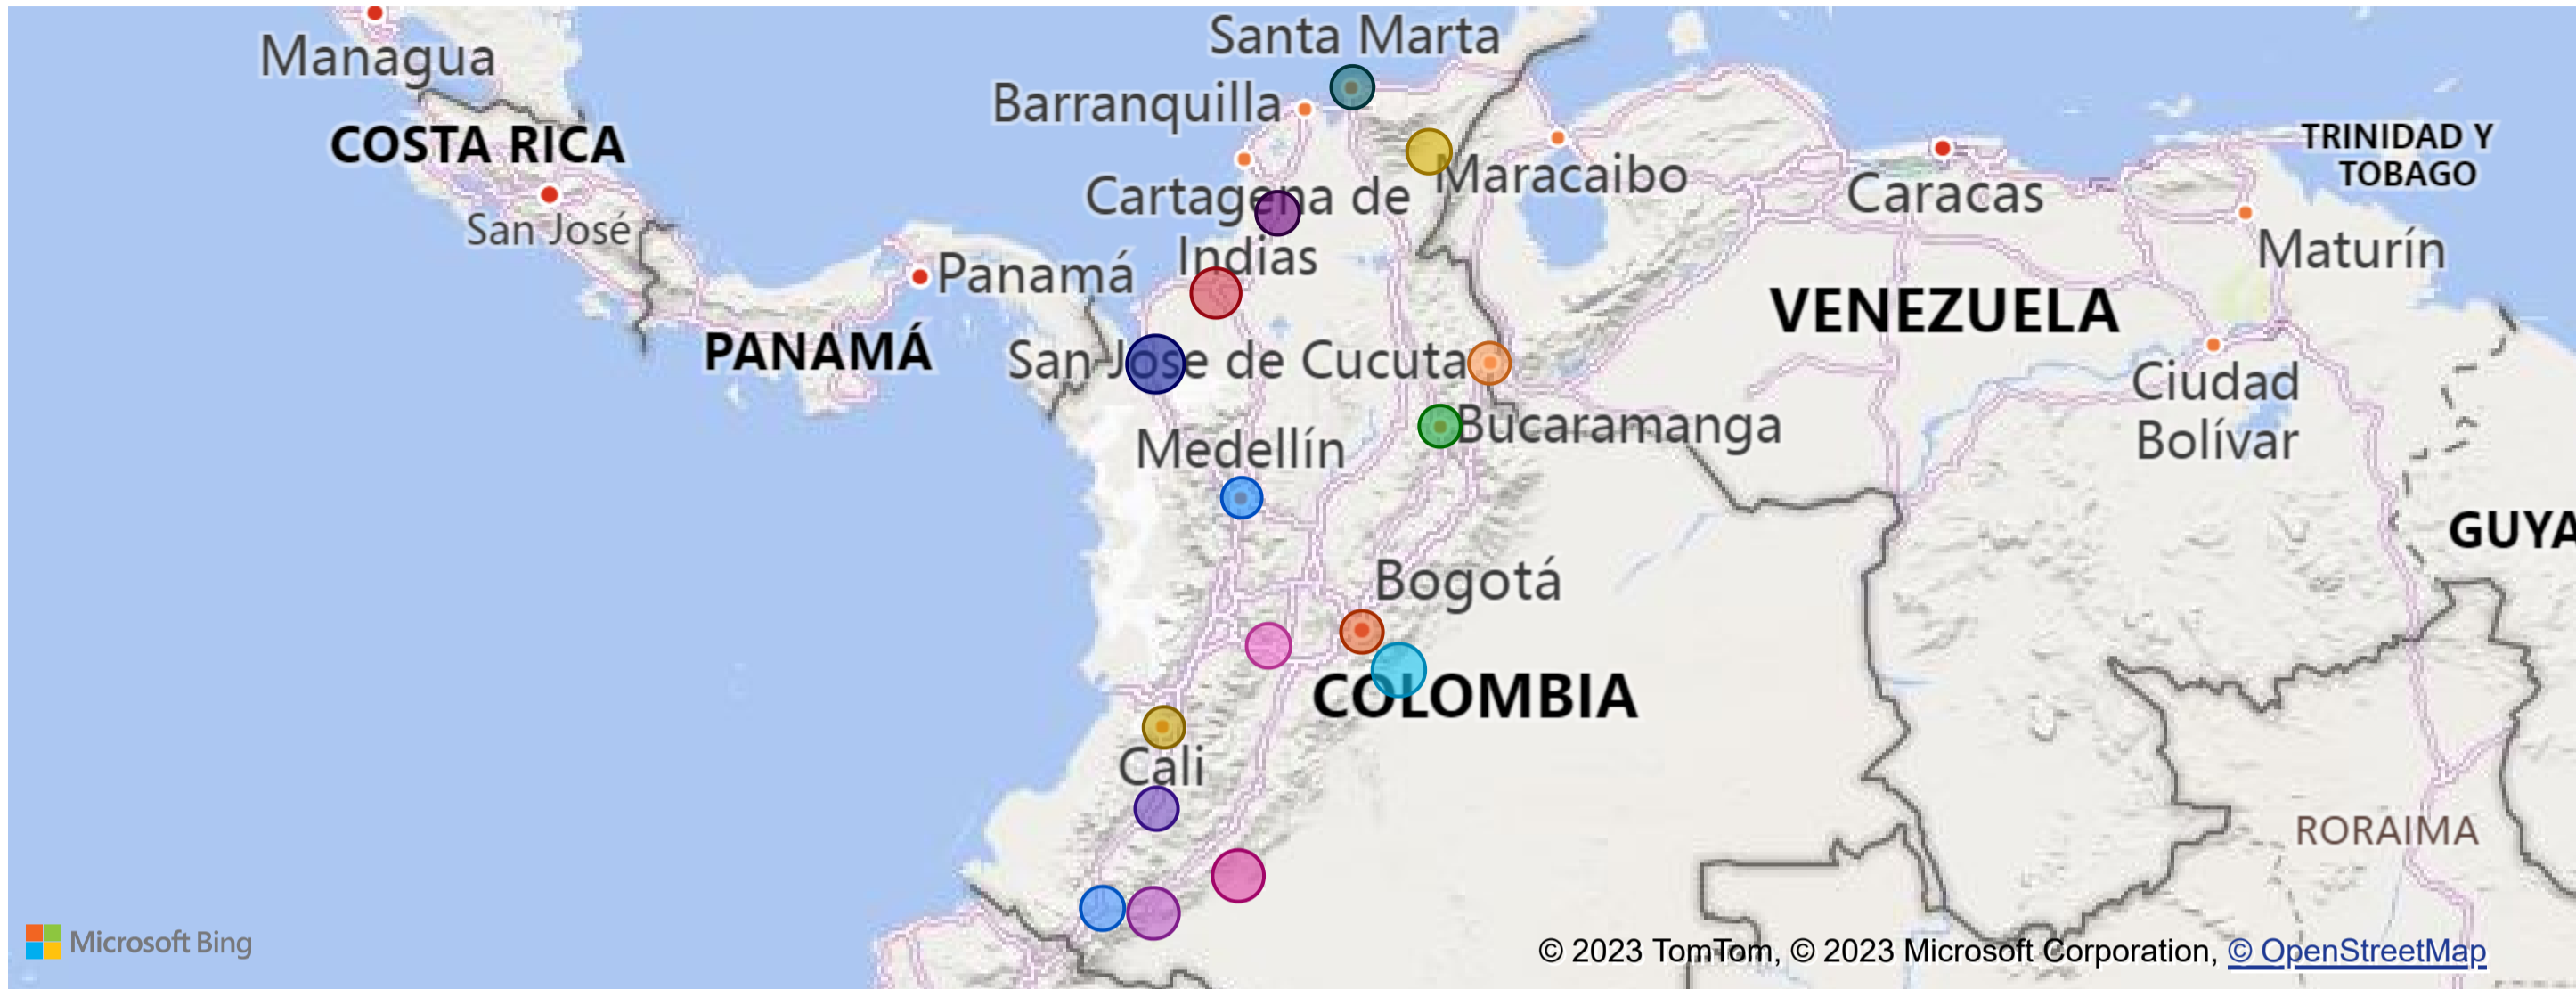 Santa Marta
Managua
Barranquilla
COSTA RICA
TRINIDAD Y
TOBAGO
Maracaibo
Caracas
Cartagena de
Indias
San José
Maturín
Panamá
VENEZUELA
PANAMÁ
San Jose de Cucuta
Ciudad
Bolívar
Bucaramanga
Medellín
GUYA
Bogotá
COLOMBIA
Cali
RORAIMA
Microsoft Bing
© 2023 TomTom, © 2023 Microsoft Corporation, © OpenStreetMap